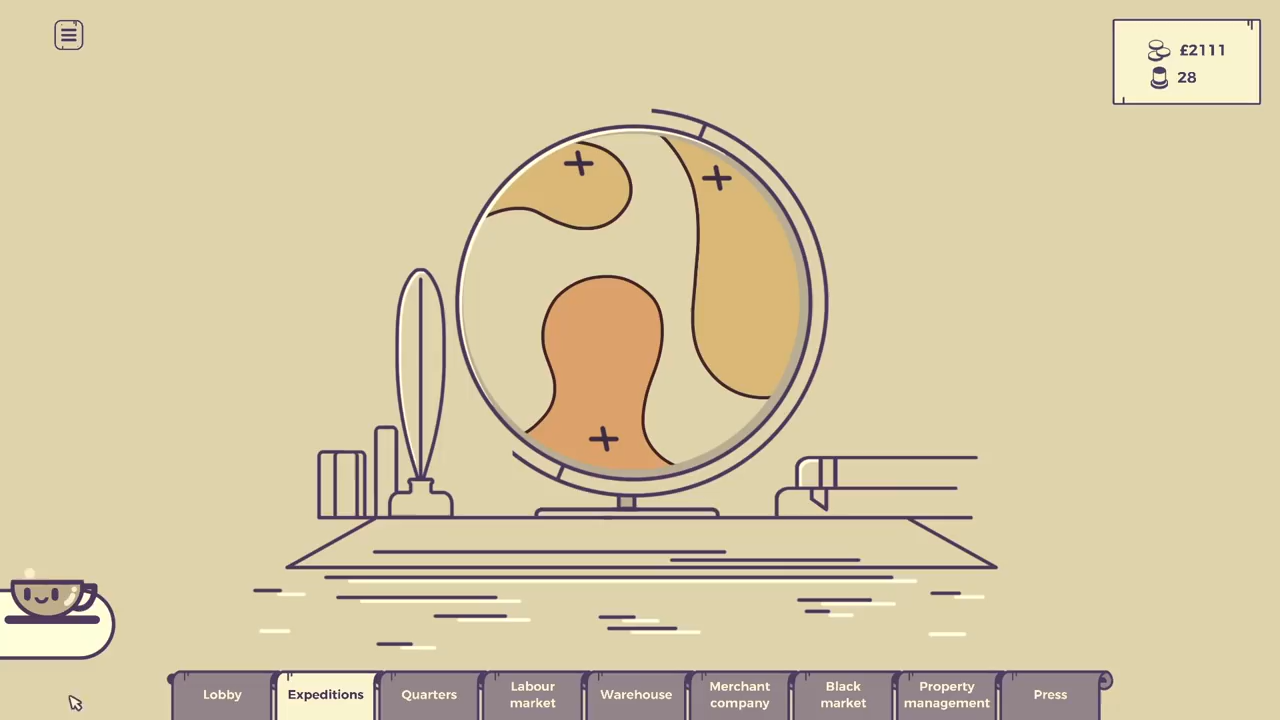 £2111
28
Lobby
Expeditions
Quarters
Labour
market
Warehouse
Merchant
company
Black
market
Property
management
Press